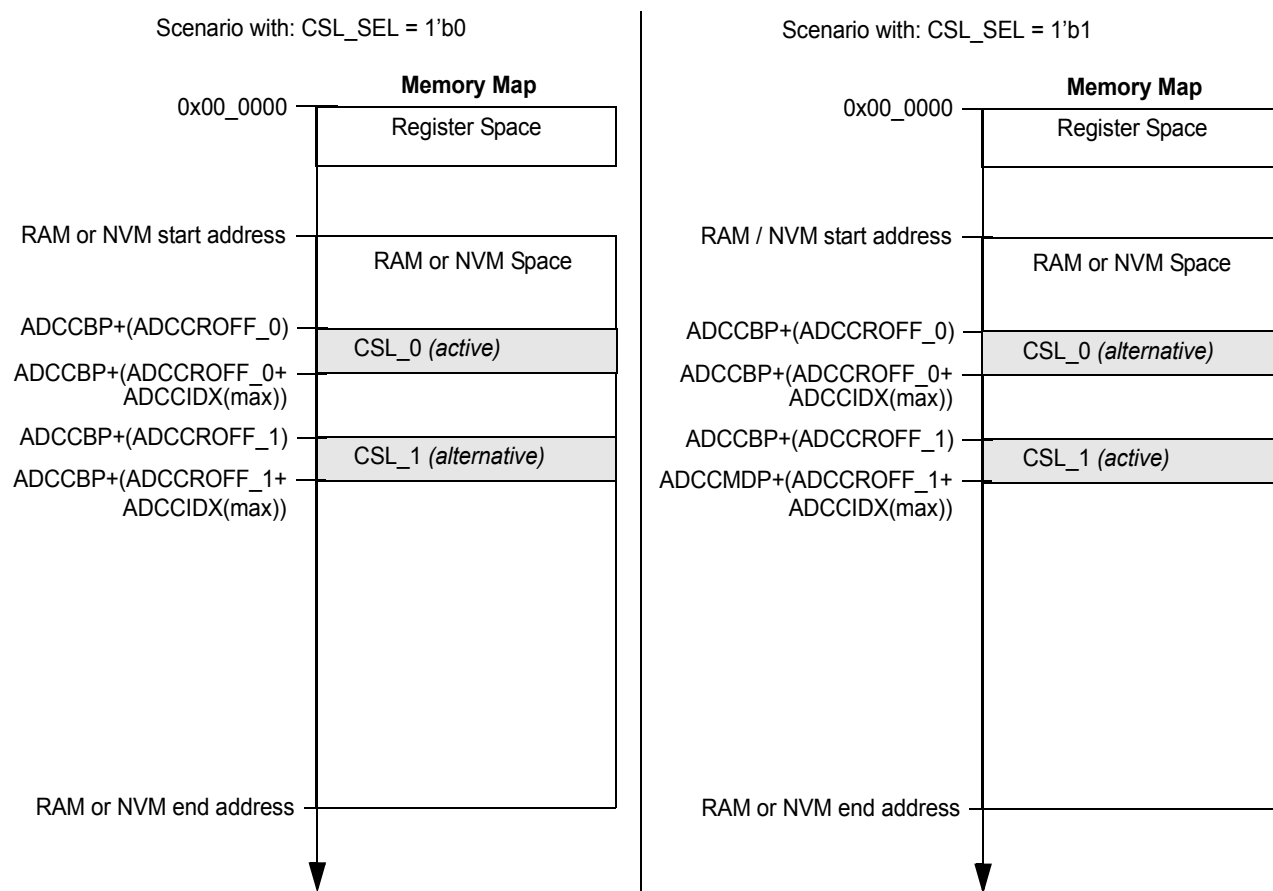 Scenario with: CSL_SEL = 1'b0
Memory Map
0x00_0000
Register Space
RAM or NVM start address
RAM or NVM Space
ADCCBP+(ADCCROFF_0)
CSL_0 (active)
ADCCBP+(ADCCROFF_0+
ADCCIDX(max))
ADCCBP+(ADCCROFF_1)
CSL_1 (alternative)
ADCCBP+(ADCCROFF_1+
ADCCIDX(max))
RAM or NVM end address
Scenario with: CSL_SEL = 1'b1
Memory Map
0x00_0000
Register Space
RAM / NVM start address
RAM or NVM Space
ADCCBP+(ADCCROFF_0)
CSL_0 (alternative)
ADCCBP+(ADCCROFF_0+
ADCCIDX(max))
ADCCBP+(ADCCROFF_1)
CSL_1 (active)
ADCCMDP+(ADCCROFF_1+
ADCCIDX(max))
RAM or NVM end address